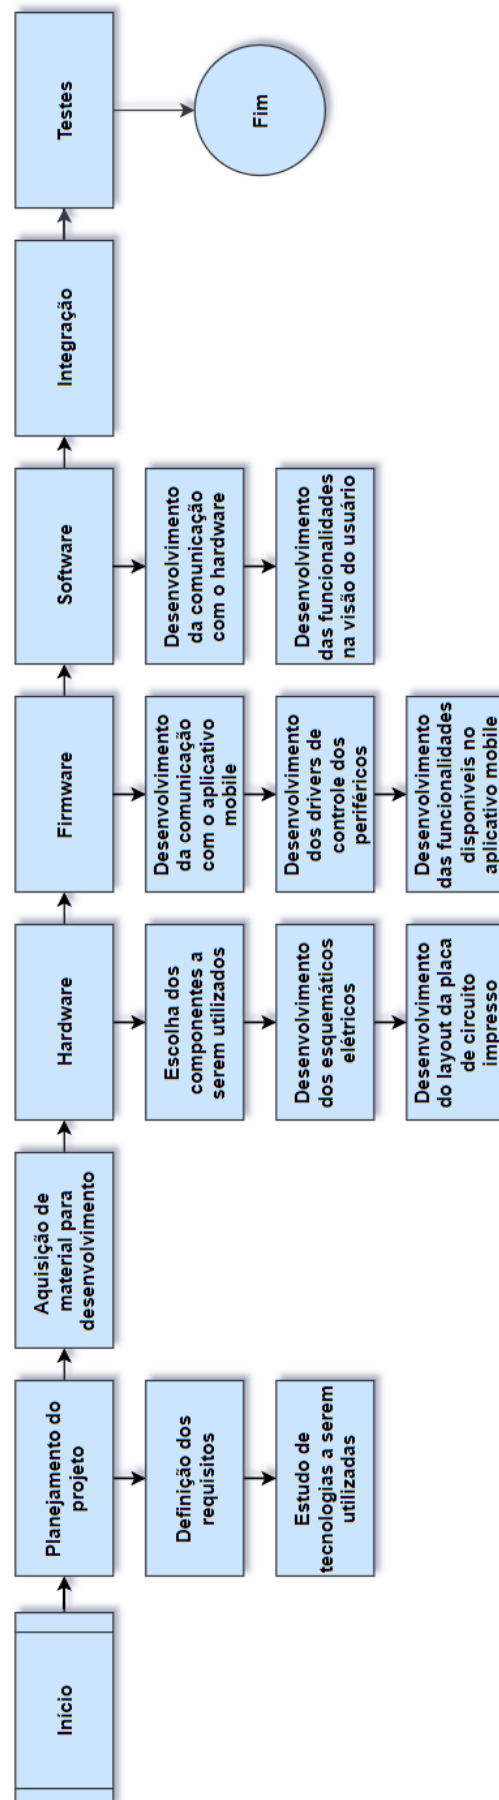 Início
Planejamento do
projeto
Definição dos
requisitos
Estudo de
tecnologias a serem
utilizadas
Aquisição de
material para
desenvolvimento
Hardware
Escolha dos
componentes a
serem utilizados
Desenvolvimento
dos esquemáticos
elétricos
Desenvolvimento
do layout da placa
de circuito
impresso
Firmware
Desenvolvimento
da comunicação
com o aplicativo
mobile
Desenvolvimento
dos drivers de
controle dos
periféricos
Desenvolvimento
das funcionalidades
disponíveis no
aplicativo mobile
Software
Desenvolvimento
da comunicação
com o hardware
Desenvolvimento
das funcionalidades
na visão do usuário
Integração
Testes
Fim